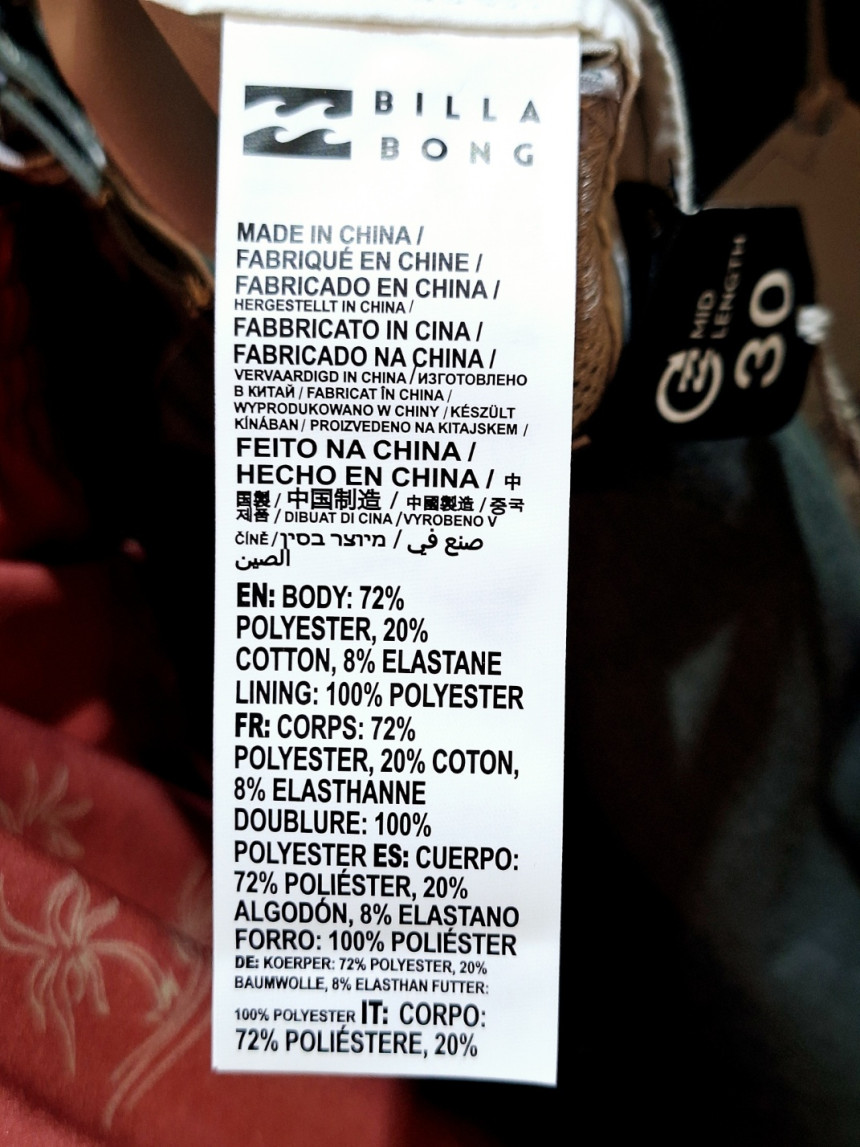 BILLA
BONG
MADE IN CHINA /
FABRIQUÉ EN CHINE /
FABRICADO EN CHINA /
HERGESTELLT IN CHINA /
FABBRICATO IN CINA /
FABRICADO NA CHINA /
VERVAARDIGD IN CHINA /ИЗГОТОВЛЕНО
В КИТАЙ / FABRICAT ÎN CHINA /
WYPRODUKOWANO W CHINY / KÉSZÜLT
KÍNÁBAN / PROIZVEDENO NA KITAJSKEM /
FEITO NA CHINA /
HECHO EN CHINA / 中
国製 / 中国制造 / 中國製造 / 중국
제품 / DIBUAT DI CINA /VYROBENO V
ČÍNĚ / מיוצר בסין / صنع في
الصين
EN: BODY: 72%
POLYESTER, 20%
COTTON, 8% ELASTANE
LINING: 100% POLYESTER
FR: CORPS: 72%
POLYESTER, 20% COTON,
8% ELASTHANNE
DOUBLURE: 100%
POLYESTER ES: CUERPO:
72% POLIÉSTER, 20%
ALGODÓN, 8% ELASTANO
FORRO: 100% POLIÉSTER
DE: KOERPER: 72% POLYESTER, 20%
BAUMWOLLE, 8% ELASTHAN FUTTER:
100% POLYESTER IT: CORPO:
72% POLIÉSTERE, 20%
MID
LENGTH
30